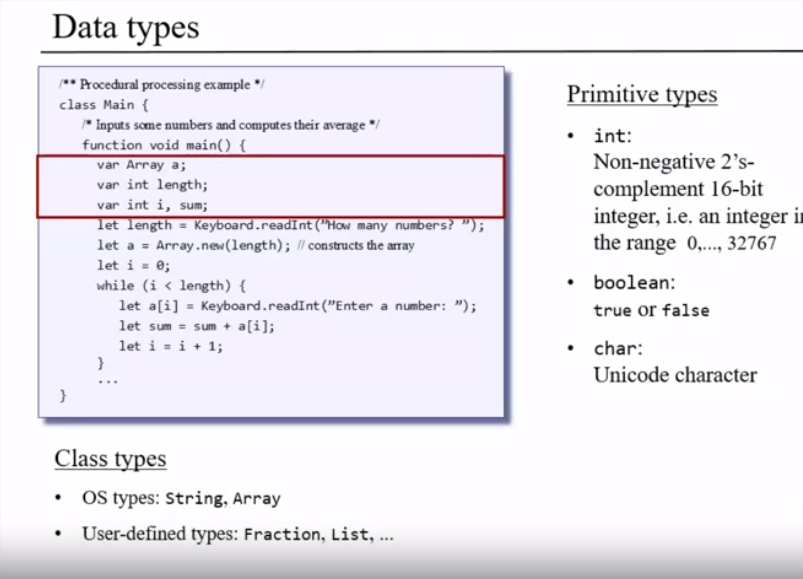 Data types
/** Procedural processing example */
class Main {
/* Inputs some numbers and computes their average */
function void main() {
var Array a;
var int length;
var int i, sum;
let length = Keyboard.readInt(”How many numbers? ”);
let a = Array.new(length); // constructs the array
let i = 0;
while (i < length) {
let a[i] = Keyboard.readInt(”Enter a number: ”);
let sum = sum + a[i];
let i = i + 1;
}
...
}
Primitive types
• int:
Non-negative 2’s-
complement 16-bit
integer, i.e. an integer in
the range 0,..., 32767
• boolean:
true or false
• char:
Unicode character
Class types
• OS types: String, Array
• User-defined types: Fraction, List, ...